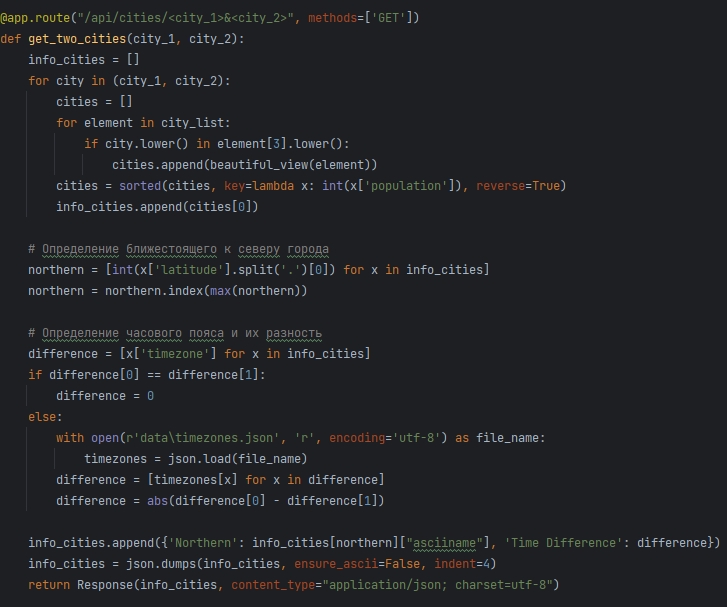 @app.route("/api/cities/<city_1>&<city_2>", methods=['GET'])
def get_two_cities(city_1, city_2):
    info_cities = []
    for city in (city_1, city_2):
        cities = []
        for element in city_list:
            if city.lower() in element[3].lower():
                cities.append(beautiful_view(element))
        cities = sorted(cities, key=lambda x: int(x['population']), reverse=True)
        info_cities.append(cities[0])

    # Определение ближестоящего к северу города
    northern = [int(x['latitude'].split('.')[0]) for x in info_cities]
    northern = northern.index(max(northern))

    # Определение часового пояса и их разность
    difference = [x['timezone'] for x in info_cities]
    if difference[0] == difference[1]:
        difference = 0
    else:
        with open(r'data\timezones.json', 'r', encoding='utf-8') as file_name:
            timezones = json.load(file_name)
        difference = [timezones[x] for x in difference]
        difference = abs(difference[0] - difference[1])

    info_cities.append({'Northern': info_cities[northern]["asciiname"], 'Time Difference': difference})
    info_cities = json.dumps(info_cities, ensure_ascii=False, indent=4)
    return Response(info_cities, content_type="application/json; charset=utf-8")